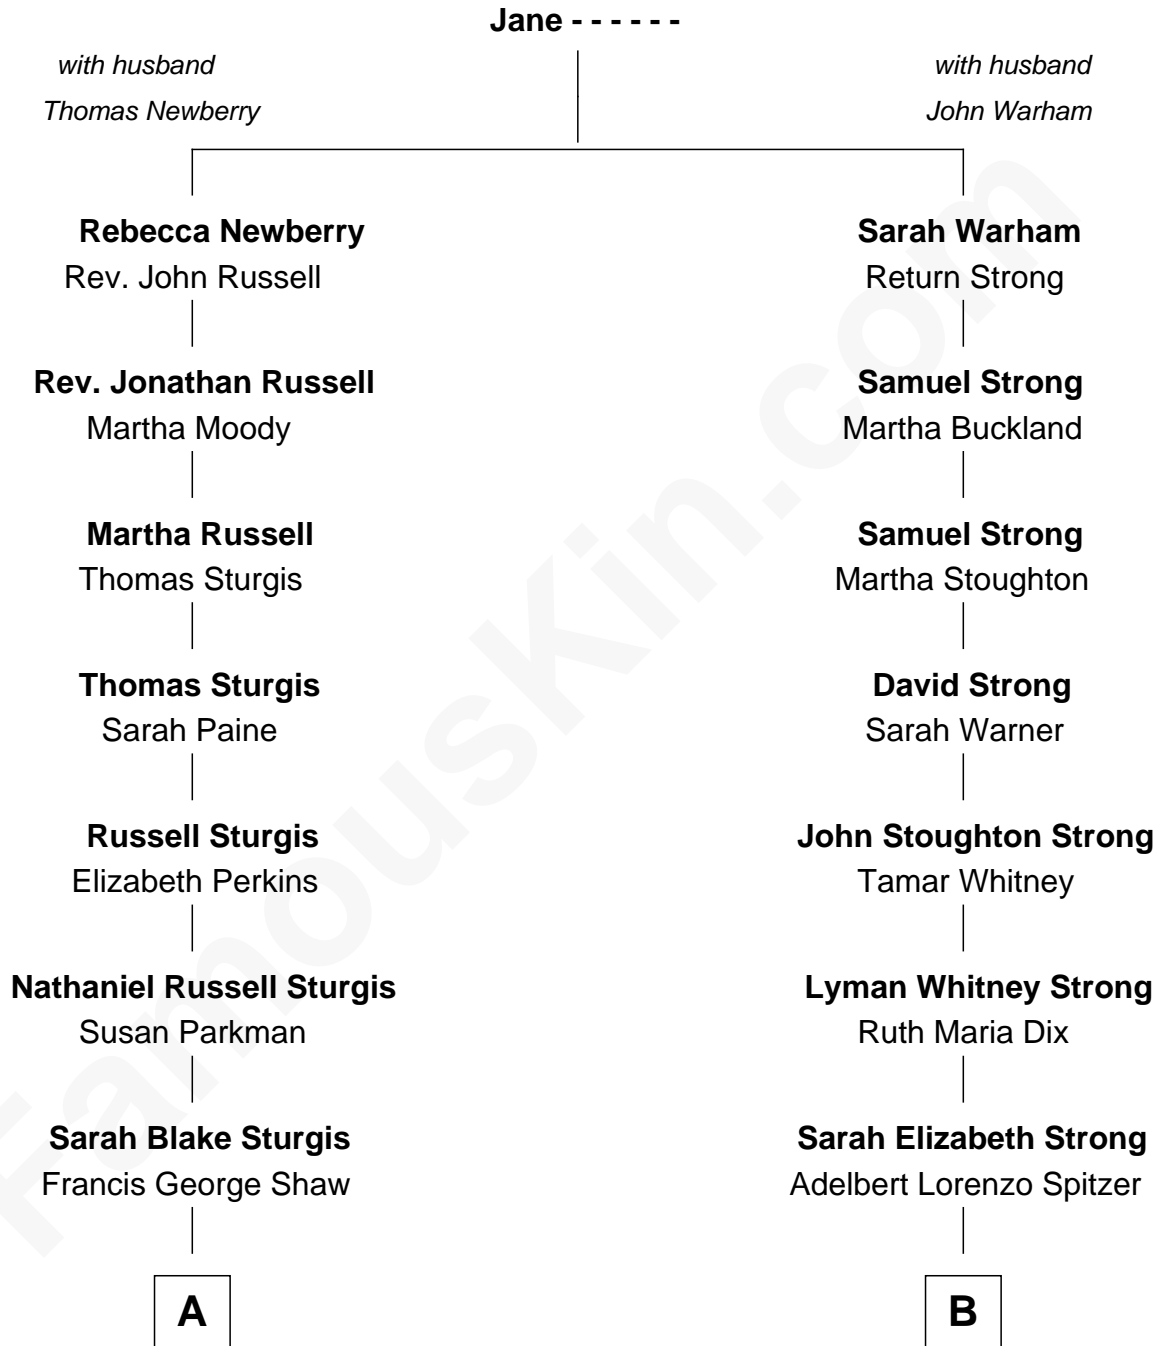 Jane - - - - - -
with husband
Thomas Newberry
with husband
John Warham
Rebecca Newberry
Rev. John Russell
Sarah Warham
Return Strong
Rev. Jonathan Russell
Martha Moody
Samuel Strong
Martha Buckland
Martha Russell
Thomas Sturgis
Samuel Strong
Martha Stoughton
Thomas Sturgis
Sarah Paine
David Strong
Sarah Warner
Russell Sturgis
Elizabeth Perkins
John Stoughton Strong
Tamar Whitney
Nathaniel Russell Sturgis
Susan Parkman
Lyman Whitney Strong
Ruth Maria Dix
Sarah Blake Sturgis
Francis George Shaw
Sarah Elizabeth Strong
Adelbert Lorenzo Spitzer
A
B
FamousKin.com